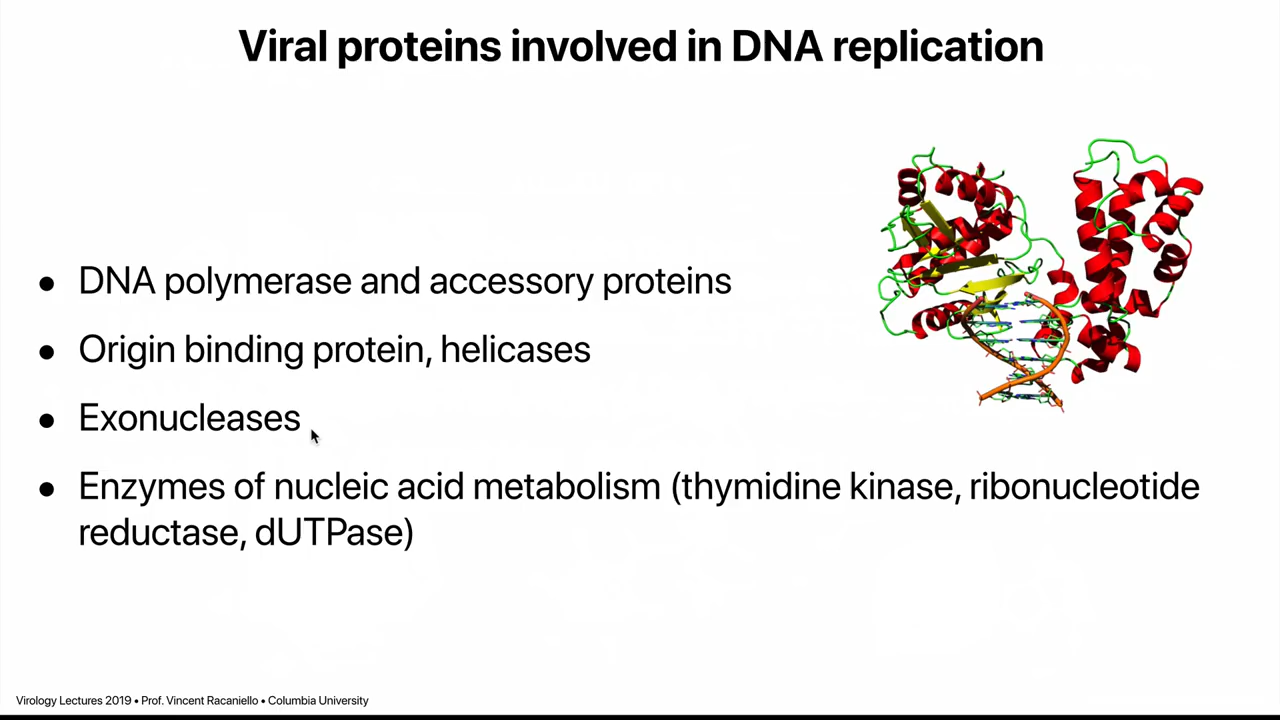 Viral proteins involved in DNA replication
• DNA polymerase and accessory proteins
• Origin binding protein, helicases
• Exonucleases
• Enzymes of nucleic acid metabolism (thymidine kinase, ribonucleotide
reductase, dUTPase)
Virology Lectures 2019 • Prof. Vincent Racaniello • Columbia University